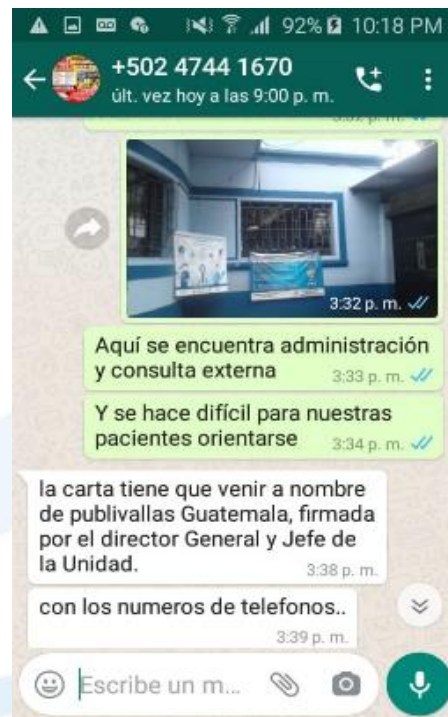 92% 10:18 PM
+502 4744 1670
últ. vez hoy a las 9:00 p. m.
3:32 p. m.
Aquí se encuentra administración
y consulta externa 3:33 p. m.
Y se hace difícil para nuestras
pacientes orientarse 3:34 p. m.
la carta tiene que venir a nombre
de publivallas Guatemala, firmada
por el director General y Jefe de
la Unidad. 3:38 p. m.
con los numeros de telefonos..
3:39 p. m.
Escribe un m...